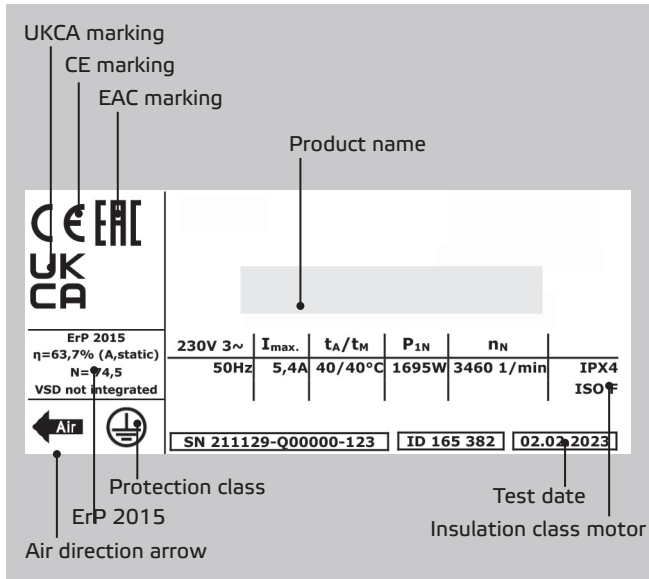 UKCA marking
CE marking
EAC marking
Product name
CE EAC
UK
CA
ErP 2015
η=63,7% (A,static)
N= 74,5
VSD not integrated
230V 3~ Imax. tA/tM P1N nN
50Hz 5,4A 40/40°C 1695W 3460 1/min IPX4
ISO F
Air
SN 211129-Q00000-123 ID 165 382 02.02.2023
Protection class
Test date
ErP 2015
Insulation class motor
Air direction arrow